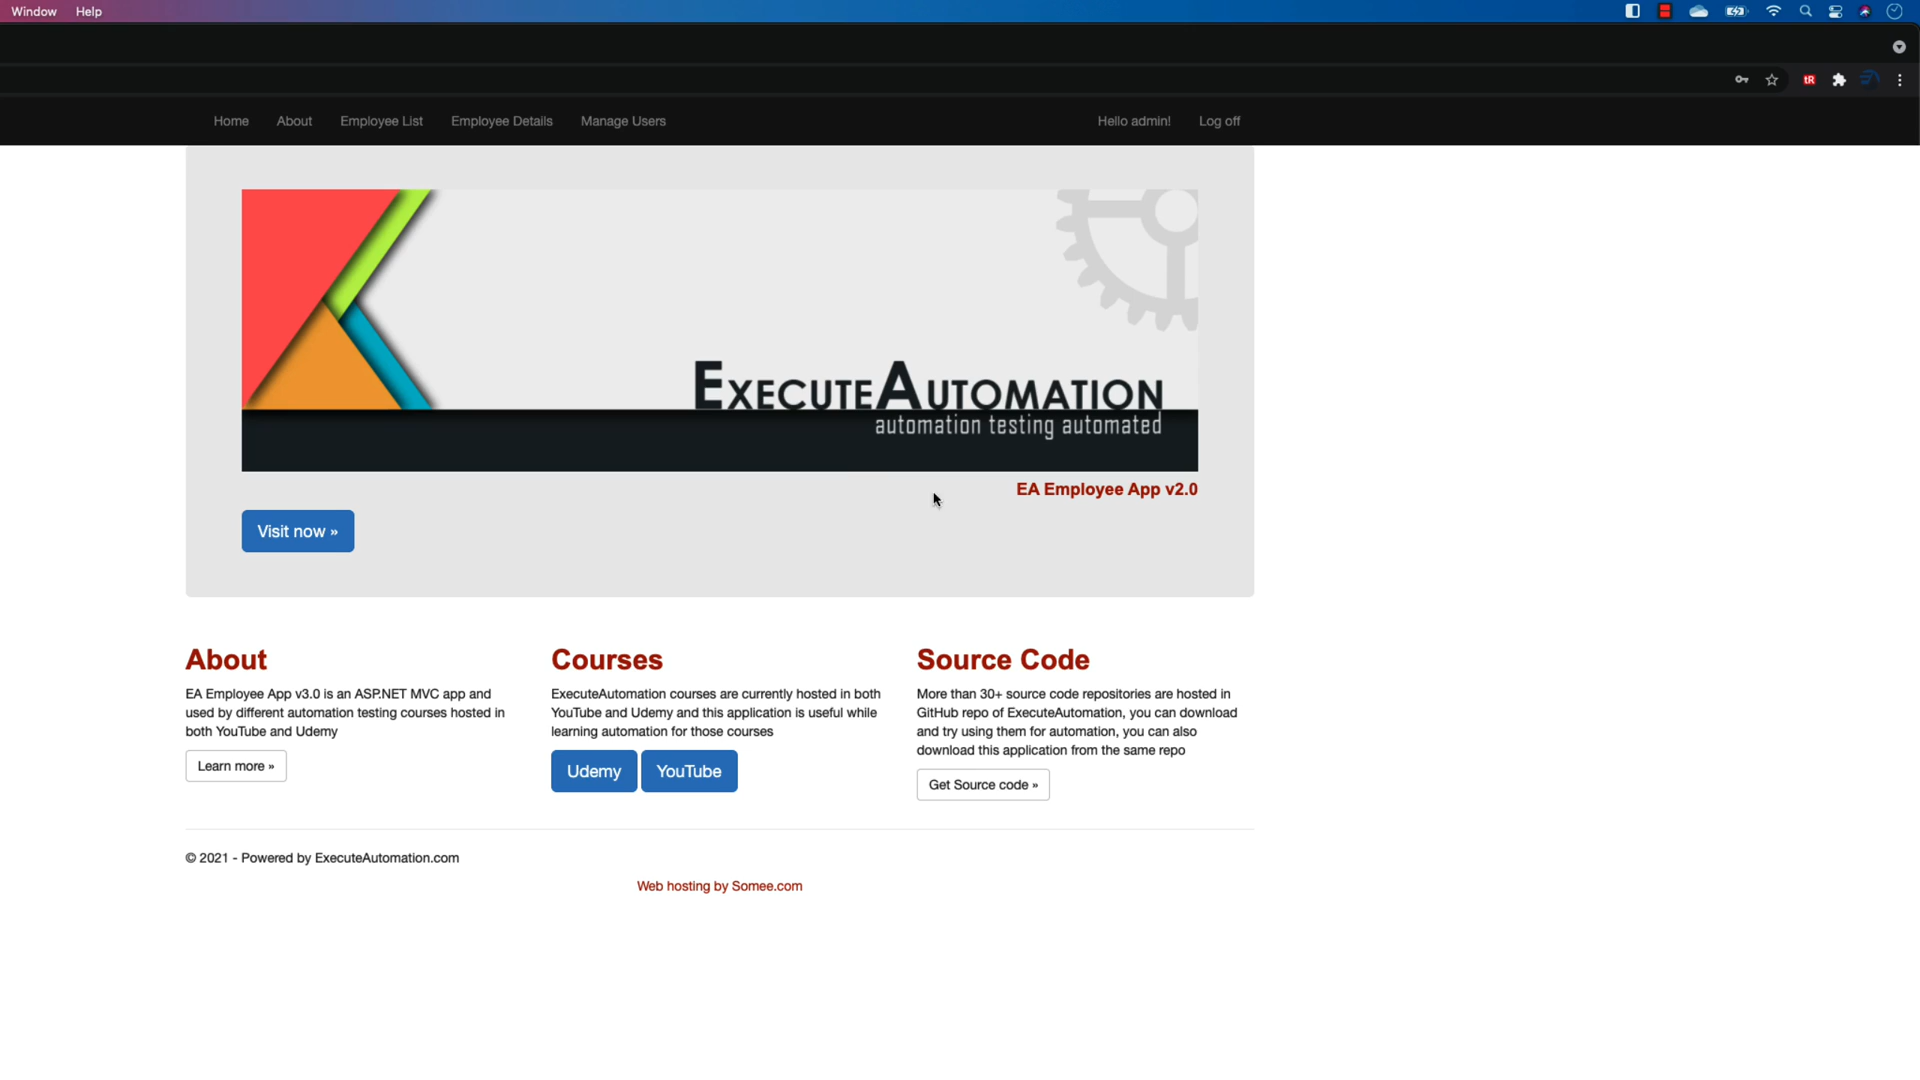 Window Help
tR
Home About Employee List Employee Details Manage Users Hello admin! Log off
EXECUTEAUTOMATION
automation testing automated
EA Employee App v2.0
Visit now »
About
EA Employee App v3.0 is an ASP.NET MVC app and
used by different automation testing courses hosted in
both YouTube and Udemy
Learn more »
Courses
ExecuteAutomation courses are currently hosted in both
YouTube and Udemy and this application is useful while
learning automation for those courses
Udemy YouTube
Source Code
More than 30+ source code repositories are hosted in
GitHub repo of ExecuteAutomation, you can download
and try using them for automation, you can also
download this application from the same repo
Get Source code »
© 2021 - Powered by ExecuteAutomation.com
Web hosting by Somee.com